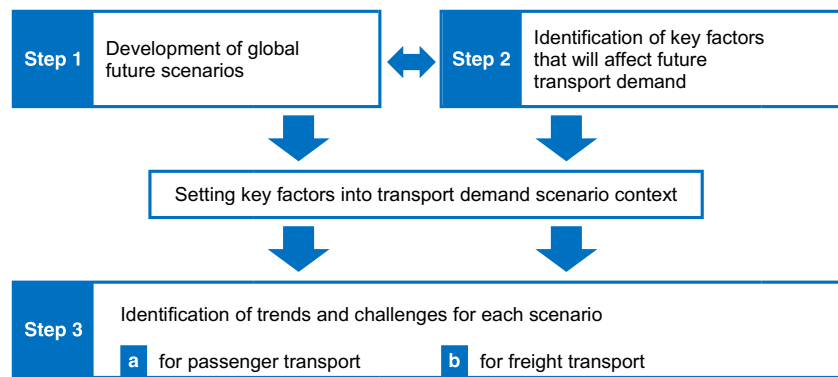 Step 1
Development of global
future scenarios
Step 2
Identification of key factors
that will affect future
transport demand
Setting key factors into transport demand scenario context
Step 3
Identification of trends and challenges for each scenario
a for passenger transport
b for freight transport